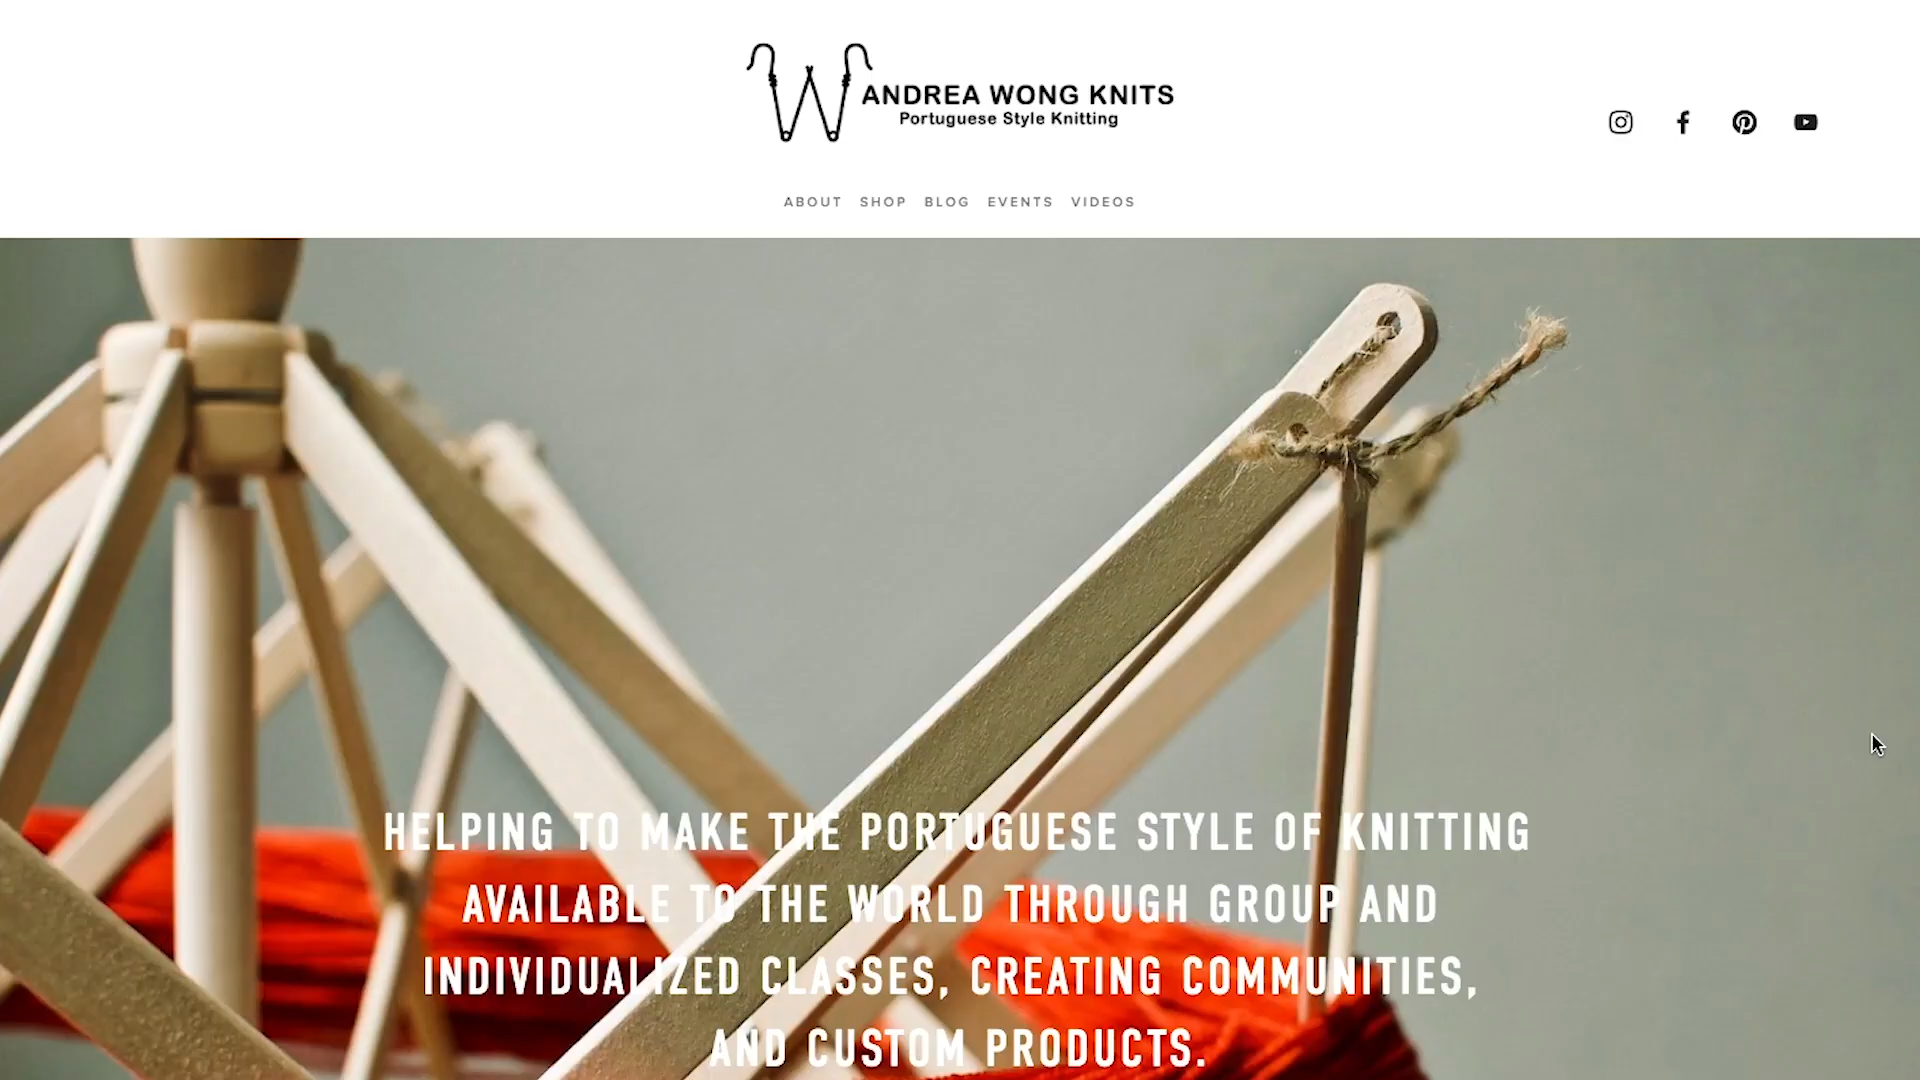 ANDREA WONG KNITS
Portuguese Style Knitting
ABOUT SHOP BLOG EVENTS VIDEOS
HELPING TO MAKE THE PORTUGUESE STYLE OF KNITTING
AVAILABLE TO THE WORLD THROUGH GROUP AND
INDIVIDUALIZED CLASSES, CREATING COMMUNITIES,
AND CUSTOM PRODUCTS.